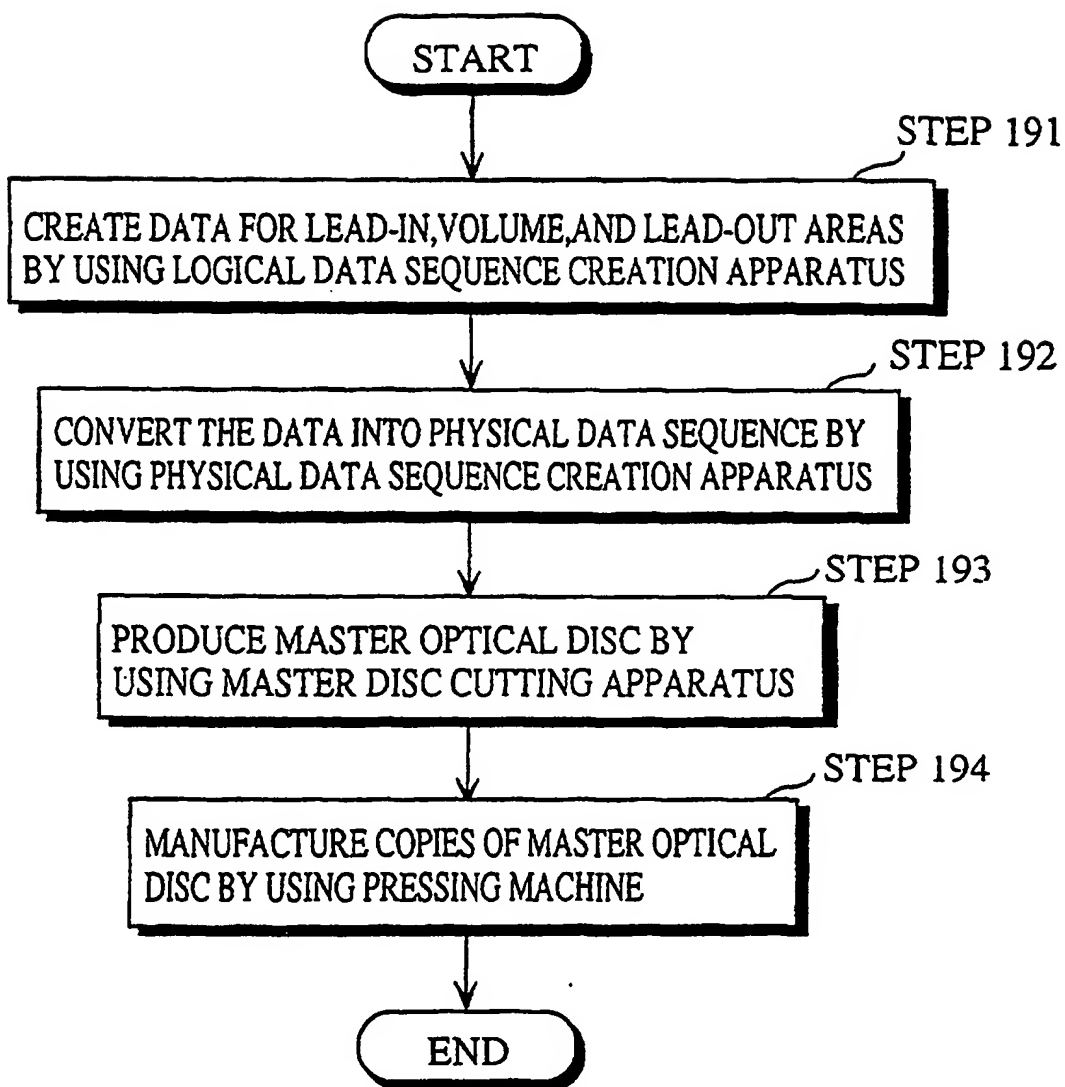 START
STEP 191
CREATE DATA FOR LEAD-IN,VOLUME,AND LEAD-OUT AREAS
BY USING LOGICAL DATA SEQUENCE CREATION APPARATUS
STEP 192
CONVERT THE DATA INTO PHYSICAL DATA SEQUENCE BY
USING PHYSICAL DATA SEQUENCE CREATION APPARATUS
STEP 193
PRODUCE MASTER OPTICAL DISC BY
USING MASTER DISC CUTTING APPARATUS
STEP 194
MANUFACTURE COPIES OF MASTER OPTICAL
DISC BY USING PRESSING MACHINE
END